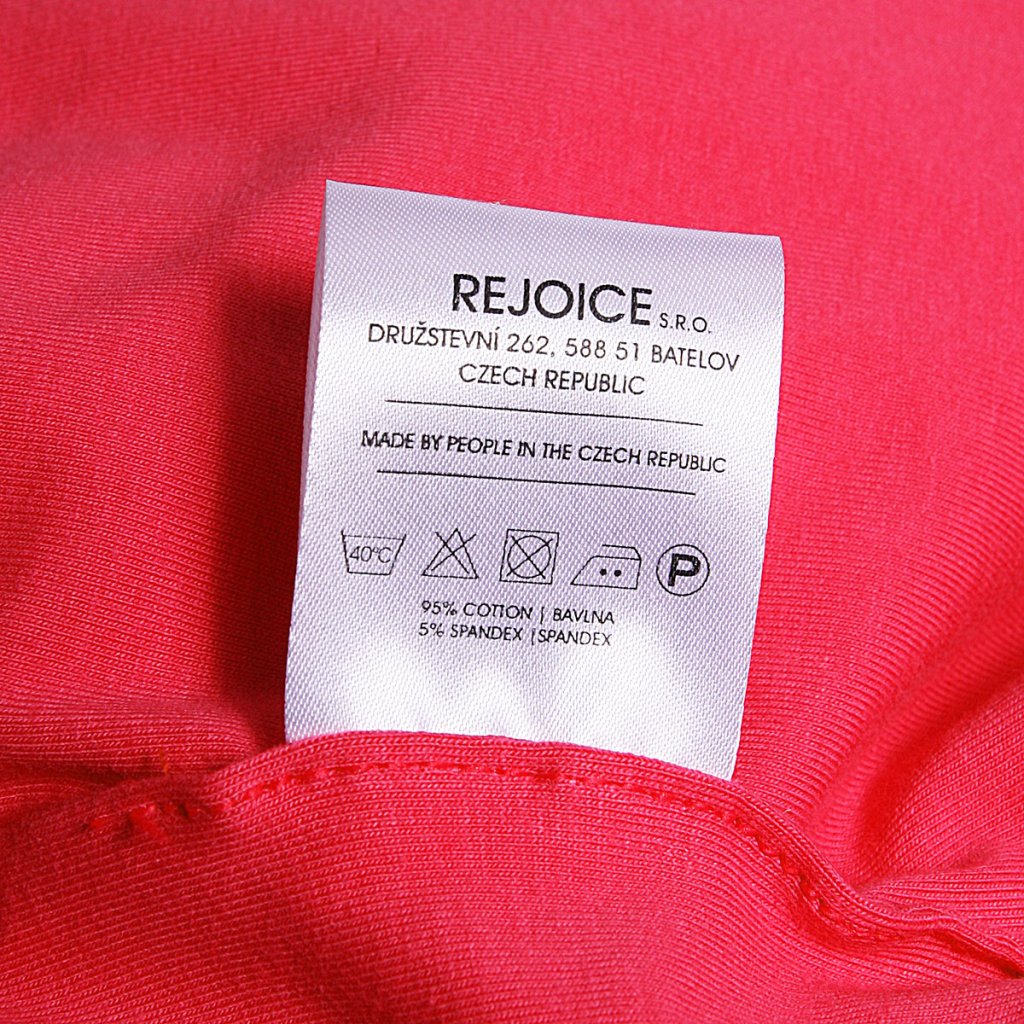 REJOICE S.R.O.
DRUŽSTEVNÍ 262, 588 51 BATELOV
CZECH REPUBLIC
MADE BY PEOPLE IN THE CZECH REPUBLIC
40°C P
95% COTTON | BAVLNA
5% SPANDEX | SPANDEX